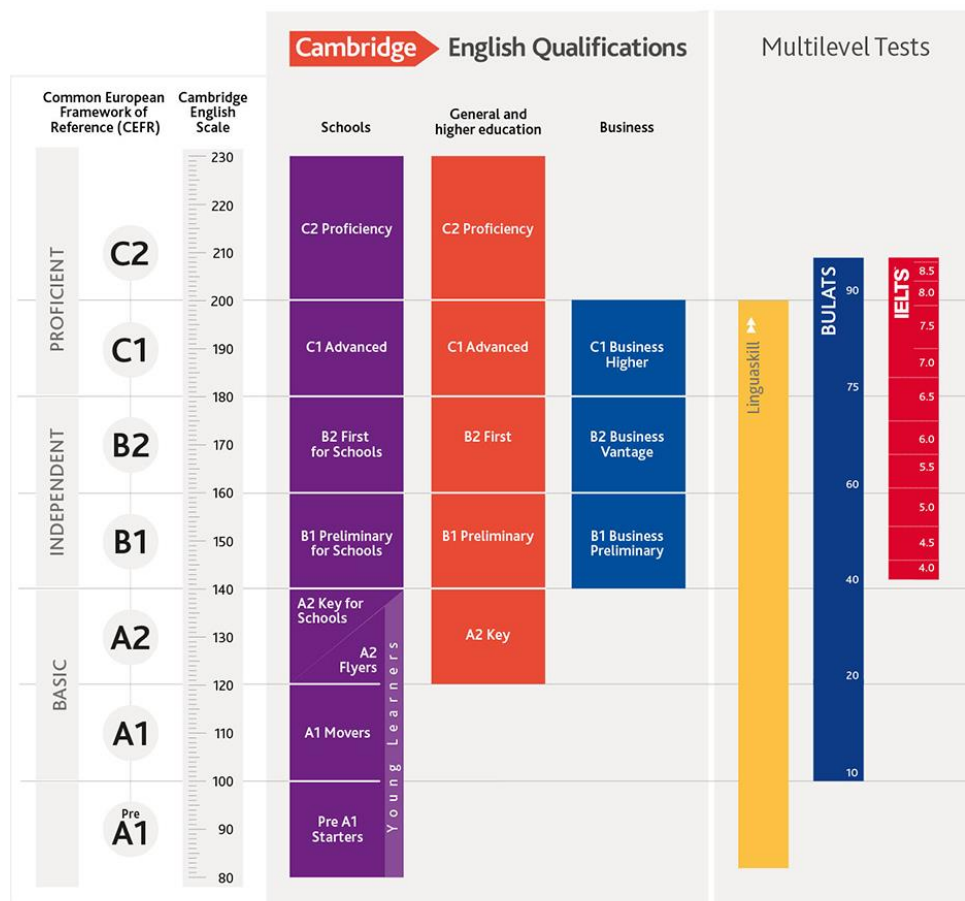 Cambridge English Qualifications
Multilevel Tests
Common European
Framework of
Reference (CEFR)
Cambridge
English
Scale
Schools
General and
higher education
Business
PROFICIENT
INDEPENDENT
BASIC
C2
C1
B2
B1
A2
A1
Pre
A1
230
220
210
200
190
180
170
160
150
140
130
120
110
100
90
80
C2 Proficiency
C1 Advanced
B2 First
for Schools
B1 Preliminary
for Schools
A2 Key for
Schools
A2
Flyers
A1 Movers
Pre A1
Starters
Young Learners
C2 Proficiency
C1 Advanced
B2 First
B1 Preliminary
A2 Key
C1 Business
Higher
B2 Business
Vantage
B1 Business
Preliminary
Linguaskill
BULATS
90
75
60
40
20
10
IELTS
8.5
8.0
7.5
7.0
6.5
6.0
5.5
5.0
4.5
4.0